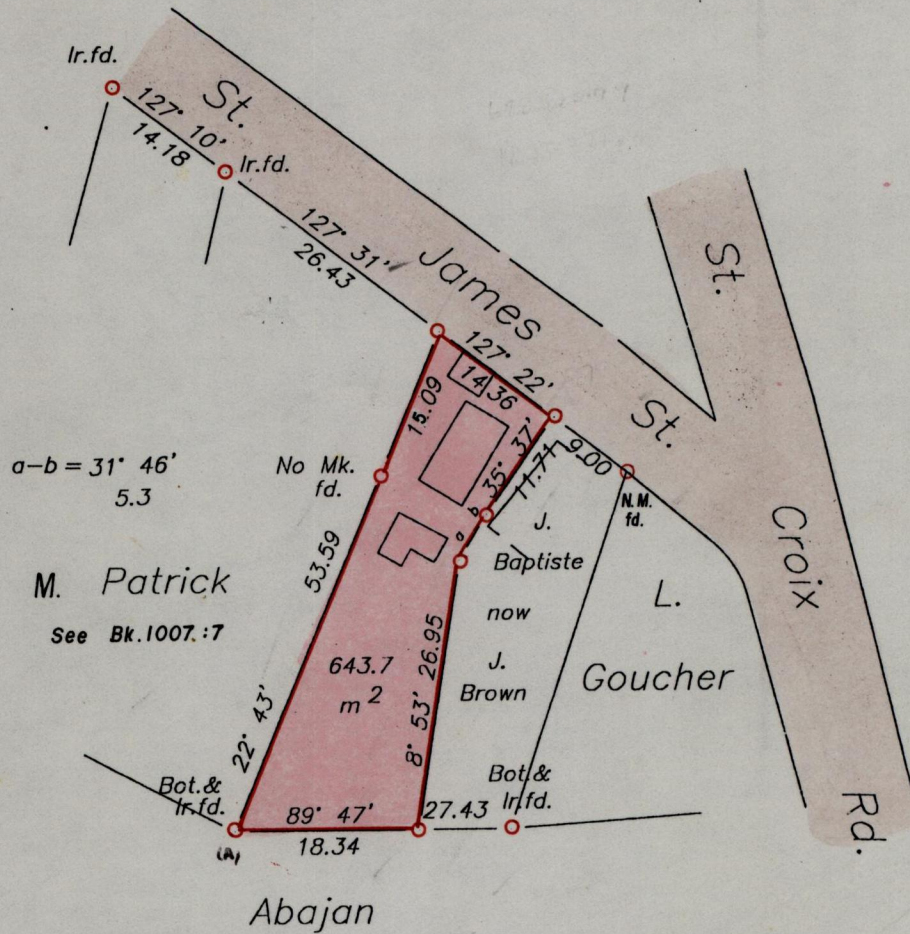 Ir.fd.
St.
127° 10'
14.18
Ir.fd.
127° 31'
26.43
James
St.
127° 22'
14.36
St.
15.09
35° 37'
11.71
9.00
a-b = 31° 46'
5.3
No Mk.
fd.
N.M.
fd.
b
a
J.
Baptiste
now
J.
Brown
Croix
53.59
M. Patrick
See Bk.1007.:7
L.
Goucher
26.95
643.7
m²
8° 53'
22° 43'
Bot.&
Ir.fd.
89° 47'
18.34
27.43
Bot.&
Ir.fd.
Rd.
(A)
Abajan